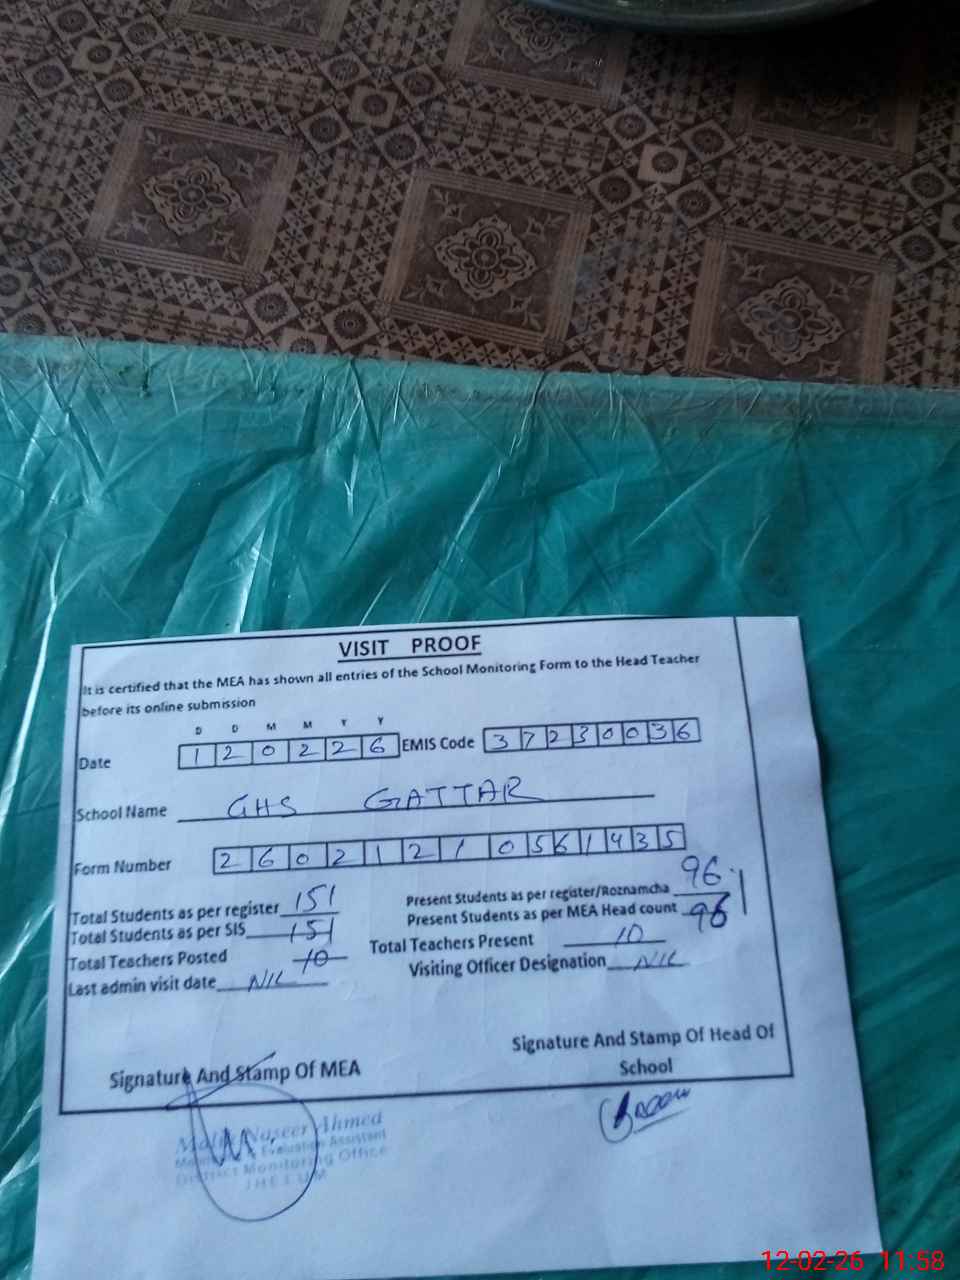 VISIT PROOF
It is certified that the MEA has shown all entries of the School Monitoring Form to the Head Teacher
before its online submission
D D M M Y Y
Date 1 2 0 2 2 6 EMIS Code 3 7 2 3 0 0 3 6
School Name GHS GATTAR
Form Number 2 6 0 2 1 2 1 0 5 6 1 4 3 5
Total Students as per register 151 Present Students as per register/Roznamcha 96
Total Students as per SIS 151 Present Students as per MEA Head count 96
Total Teachers Posted 10 Total Teachers Present 10
Last admin visit date NIL Visiting Officer Designation NIL
Signature And Stamp Of MEA Signature And Stamp Of Head Of
School
Malik Naseer Ahmed
Evaluation Assistant
District Monitoring Office
JHELUM
12-02-26 11:58